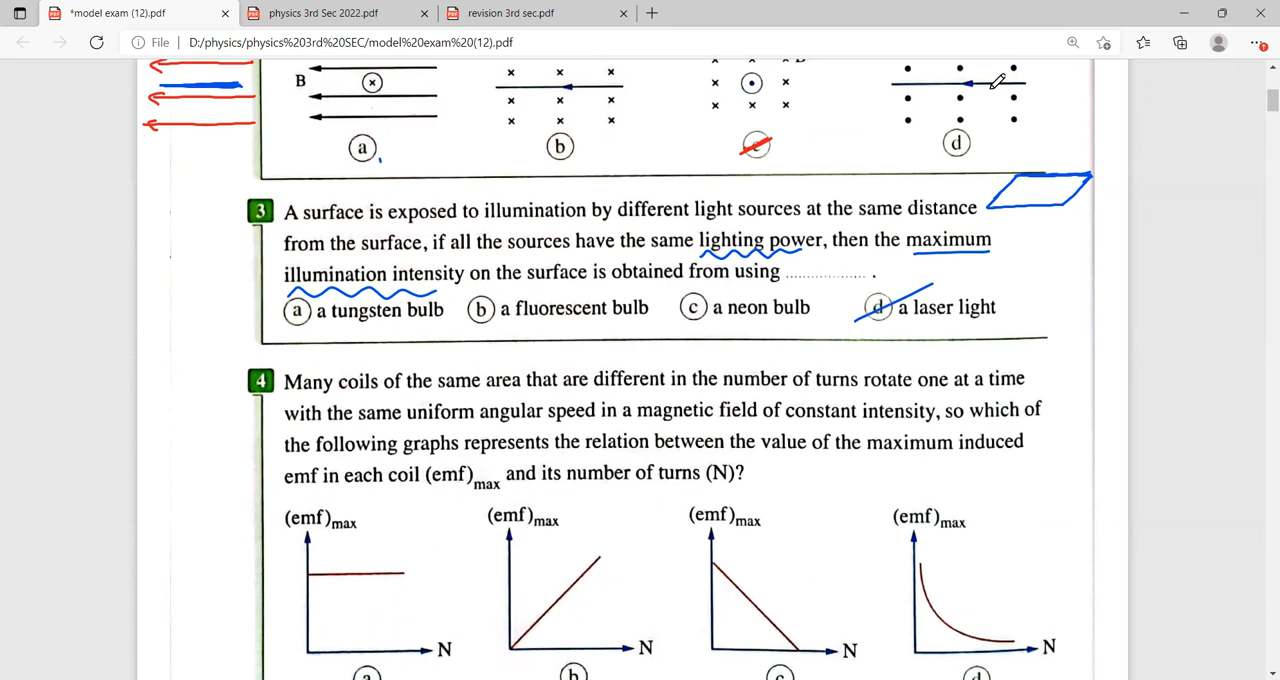 *model exam (12).pdf
physics 3rd Sec 2022.pdf
revision 3rd sec.pdf
File
D:/physics/physics%203rd%20SEC/model%20exam%20(12).pdf
B
a
b
d
3 A surface is exposed to illumination by different light sources at the same distance
from the surface, if all the sources have the same lighting power, then the maximum
illumination intensity on the surface is obtained from using .................... .
a a tungsten bulb b a fluorescent bulb c a neon bulb d a laser light
4 Many coils of the same area that are different in the number of turns rotate one at a time
with the same uniform angular speed in a magnetic field of constant intensity, so which of
the following graphs represents the relation between the value of the maximum induced
emf in each coil (emf)max and its number of turns (N)?
(emf)max (emf)max (emf)max (emf)max
N N N N
a b c d